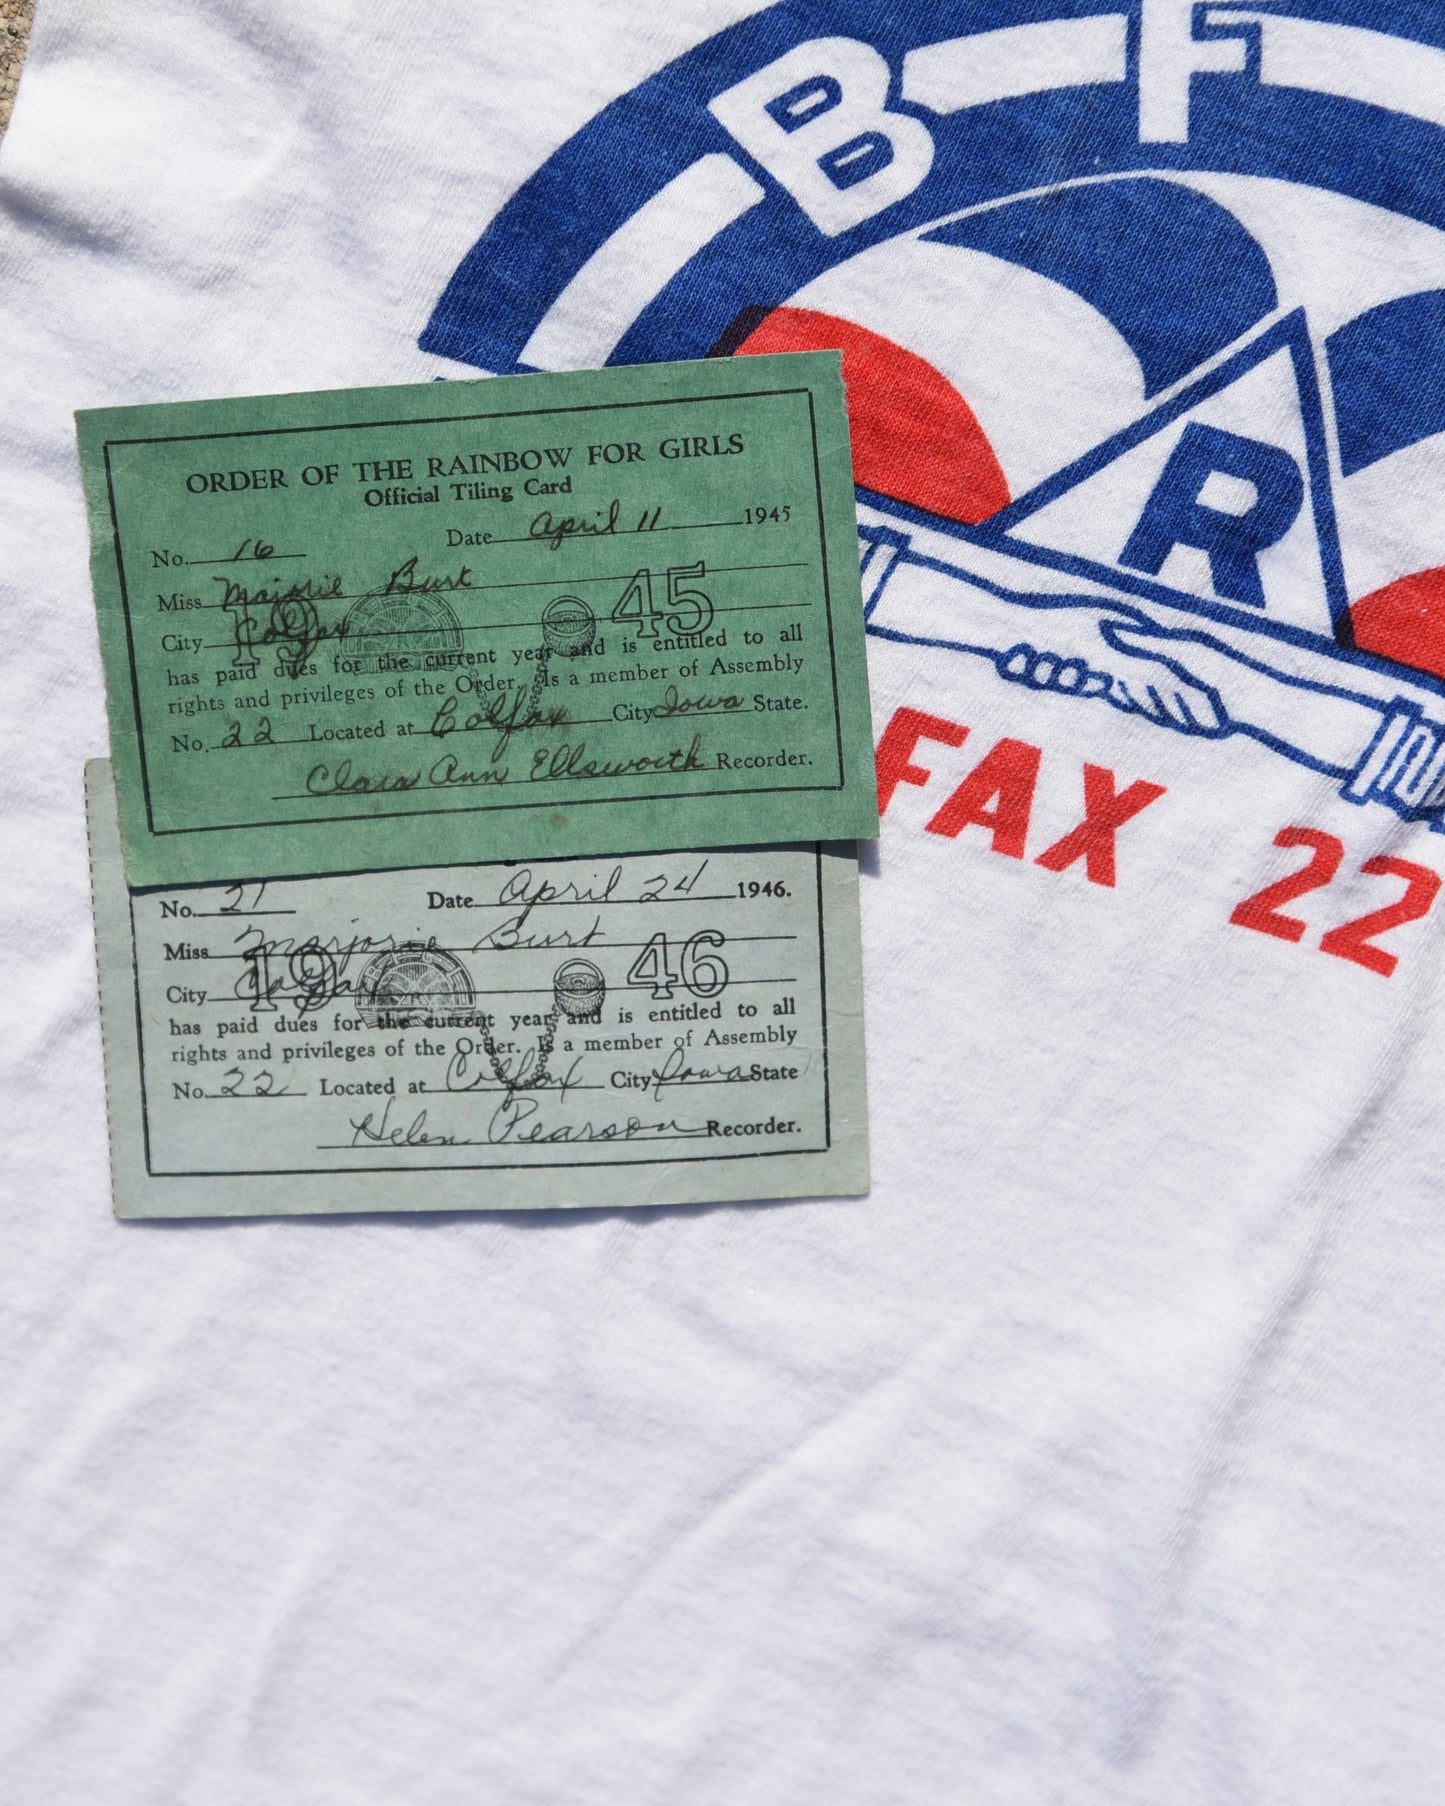 B F
R
FAX 22
ORDER OF THE RAINBOW FOR GIRLS
Official Tiling Card
No. 16 Date April 11 1945
Miss Marjorie Burt
City Colfax
19 45
has paid dues for the current year and is entitled to all
rights and privileges of the Order. Is a member of Assembly
No. 22 Located at Colfax City Iowa State.
Clara Ann Ellsworth Recorder.
No. 21 Date April 24 1946.
Miss Marjorie Burt
City Colfax
19 46
has paid dues for the current year and is entitled to all
rights and privileges of the Order. Is a member of Assembly
No. 22 Located at Colfax City Iowa State
Helen Pearson Recorder.